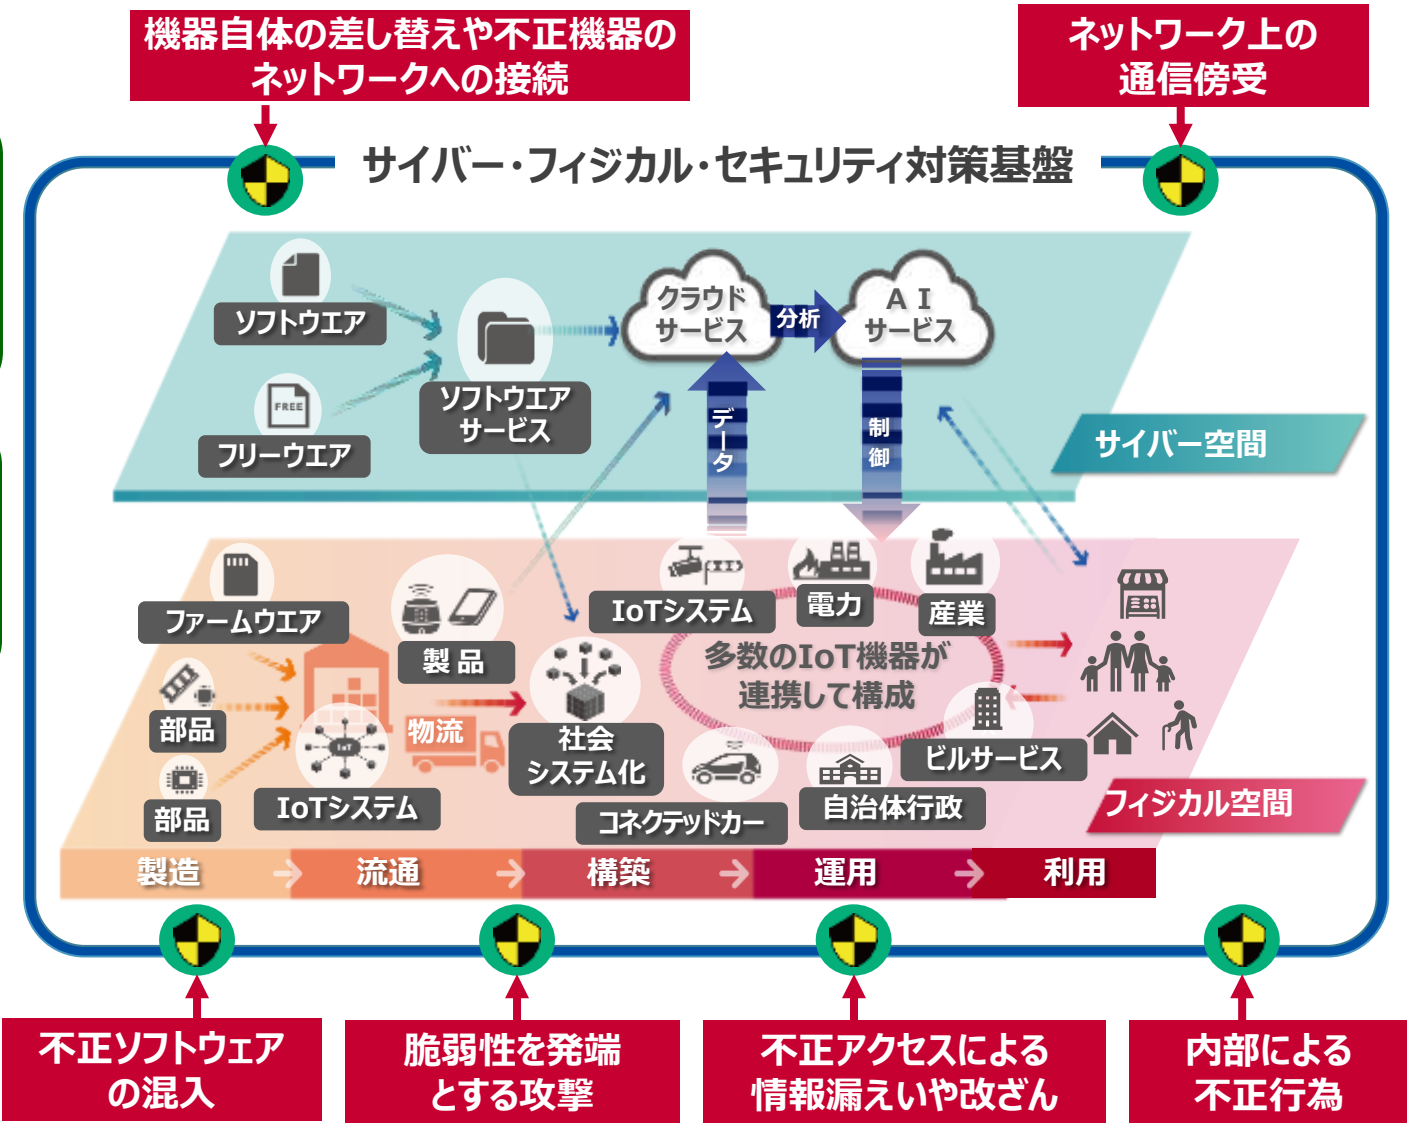 機器自体の差し替えや不正機器の
ネットワークへの接続
ネットワーク上の
通信傍受
サイバー・フィジカル・セキュリティ対策基盤
ソフトウエア
フリーウエア
FREE
ソフトウエア
サービス
クラウド
サービス
分析
ＡＩ
サービス
データ
制御
サイバー空間
ファームウエア
部品
部品
製品
IoTシステム
IoT
物流
社会
システム化
IoTシステム
電力
産業
多数のIoT機器が
連携して構成
コネクテッドカー
自治体行政
ビルサービス
フィジカル空間
製造
流通
構築
運用
利用
不正ソフトウェア
の混入
脆弱性を発端
とする攻撃
不正アクセスによる
情報漏えいや改ざん
内部による
不正行為